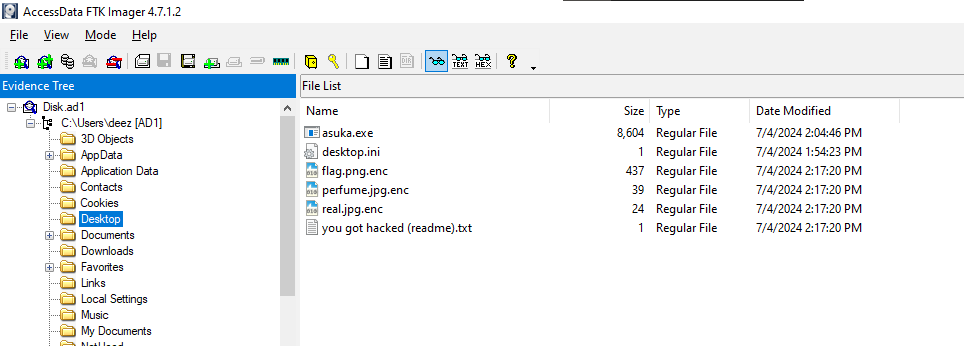 AccessData FTK Imager 4.7.1.2
File View Mode Help
Evidence Tree
Disk.ad1
C:\Users\deez [AD1]
3D Objects
AppData
Application Data
Contacts
Cookies
Desktop
Documents
Downloads
Favorites
Links
Local Settings
Music
My Documents
File List
Name Size Type Date Modified
asuka.exe 8,604 Regular File 7/4/2024 2:04:46 PM
desktop.ini 1 Regular File 7/4/2024 1:54:23 PM
flag.png.enc 437 Regular File 7/4/2024 2:17:20 PM
perfume.jpg.enc 39 Regular File 7/4/2024 2:17:20 PM
real.jpg.enc 24 Regular File 7/4/2024 2:17:20 PM
you got hacked (readme).txt 1 Regular File 7/4/2024 2:17:20 PM